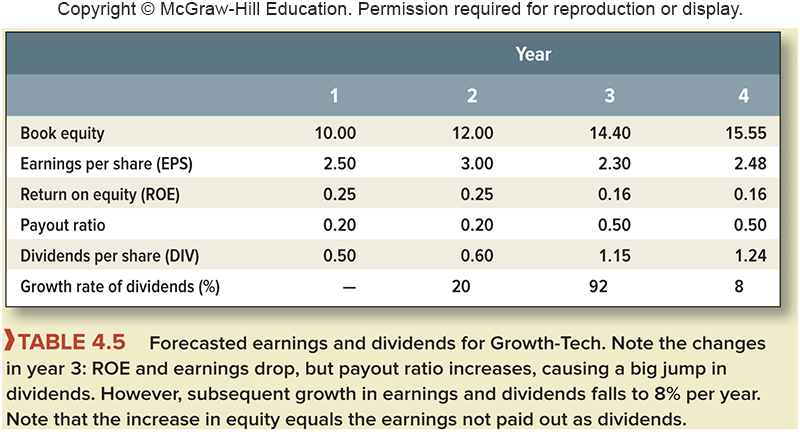 Copyright © McGraw-Hill Education. Permission required for reproduction or display.
Year
1 2 3 4
Book equity 10.00 12.00 14.40 15.55
Earnings per share (EPS) 2.50 3.00 2.30 2.48
Return on equity (ROE) 0.25 0.25 0.16 0.16
Payout ratio 0.20 0.20 0.50 0.50
Dividends per share (DIV) 0.50 0.60 1.15 1.24
Growth rate of dividends (%) — 20 92 8
❱TABLE 4.5 Forecasted earnings and dividends for Growth-Tech. Note the changes
in year 3: ROE and earnings drop, but payout ratio increases, causing a big jump in
dividends. However, subsequent growth in earnings and dividends falls to 8% per year.
Note that the increase in equity equals the earnings not paid out as dividends.